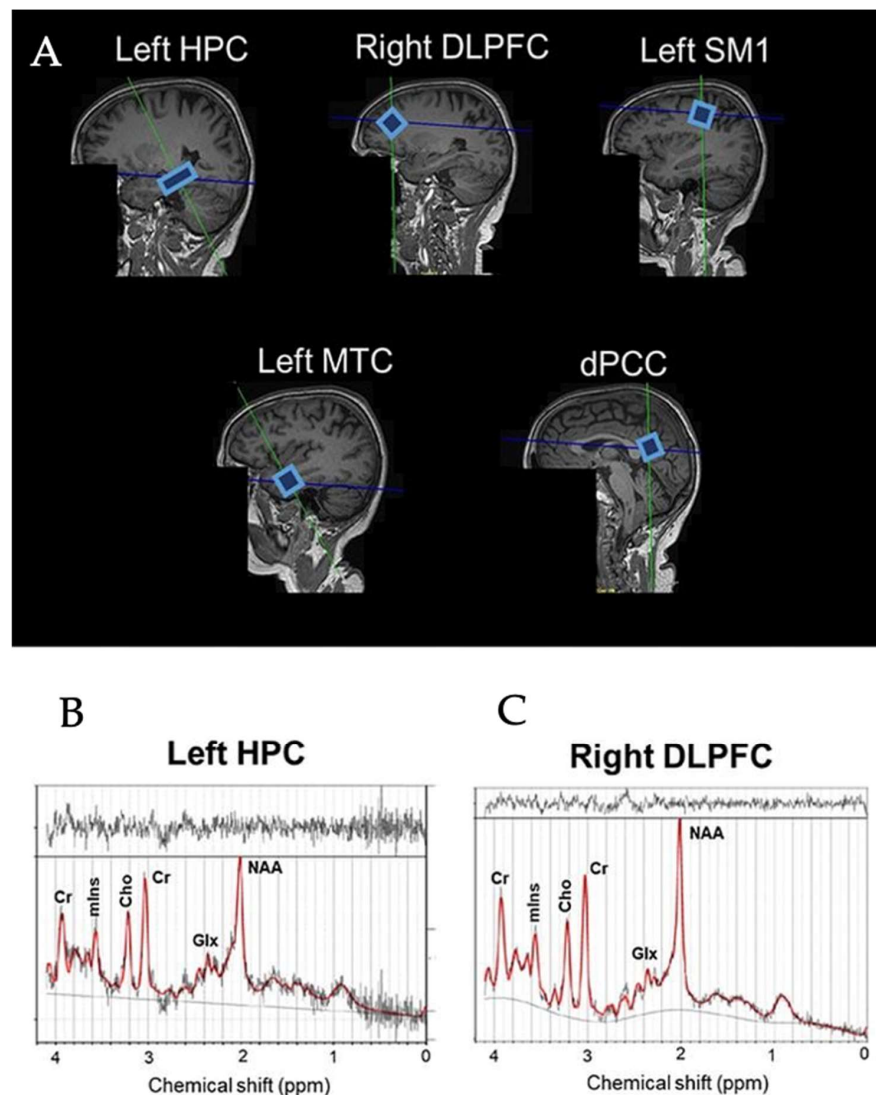 A
Left HPC
Right DLPFC
Left SM1
Left MTC
dPCC
B
Left HPC
Cr
mIns
Cho
Cr
Glx
NAA
4
3
2
1
0
Chemical shift (ppm)
C
Right DLPFC
Cr
mIns
Cho
Cr
Glx
NAA
4
3
2
1
0
Chemical shift (ppm)